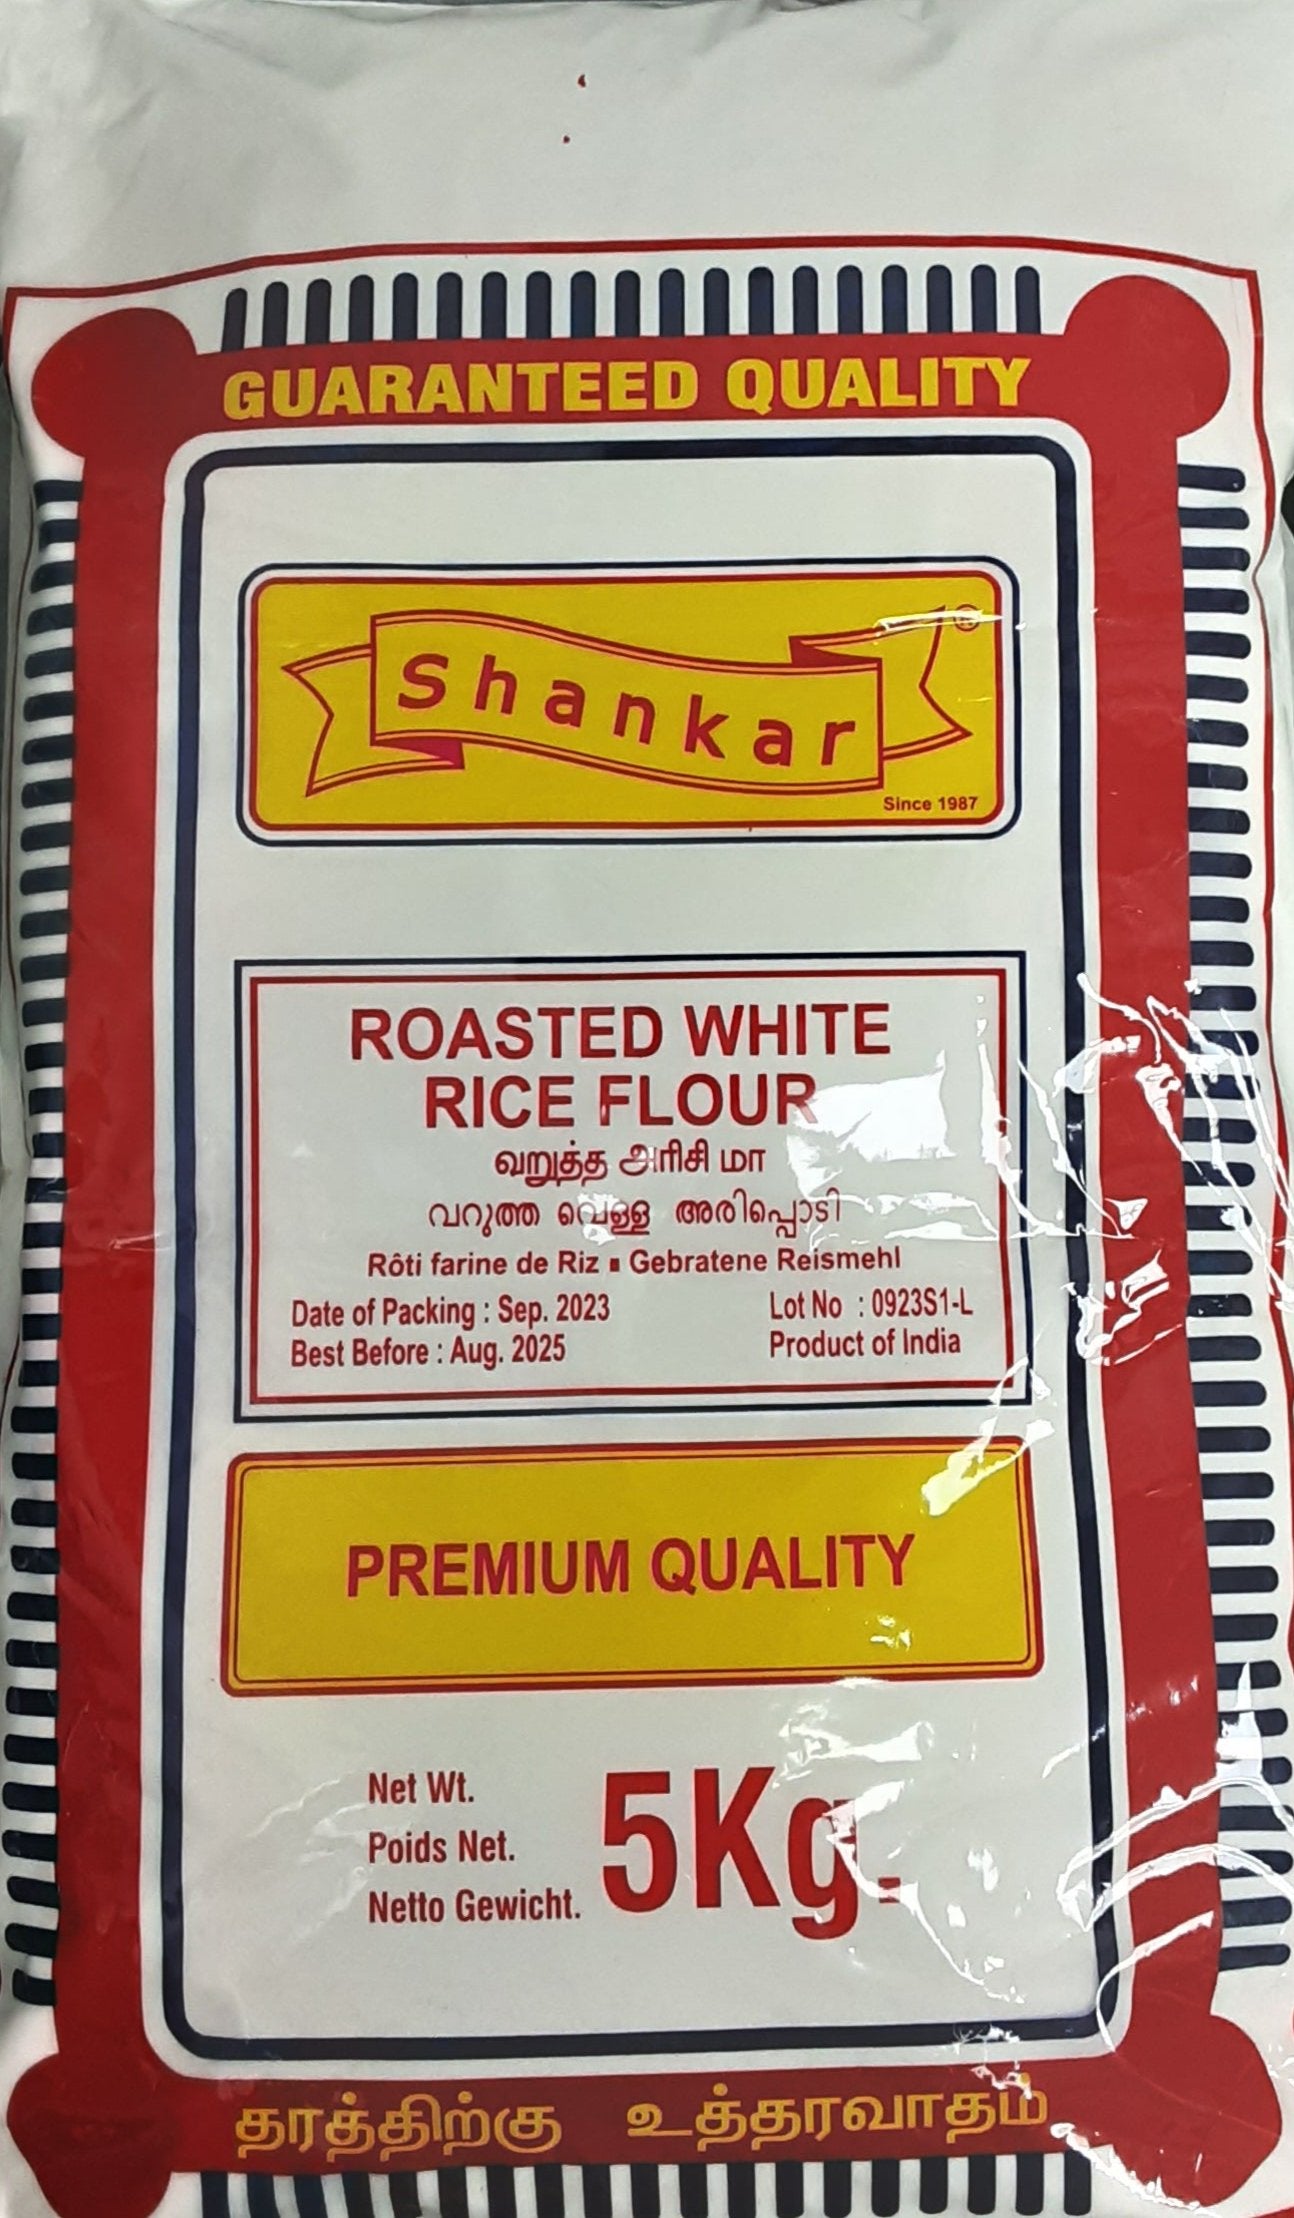 GUARANTEED QUALITY
Shankar ®
Since 1987
ROASTED WHITE
RICE FLOUR
வறுத்த அரிசி மா
വറുത്ത വെള്ള അരിപ്പൊടി
Rôti farine de Riz ▪ Gebratene Reismehl
Date of Packing : Sep. 2023 Lot No : 0923S1-L
Best Before : Aug. 2025 Product of India
PREMIUM QUALITY
Net Wt.
Poids Net. 5Kg.
Netto Gewicht.
தரத்திற்கு உத்தரவாதம்